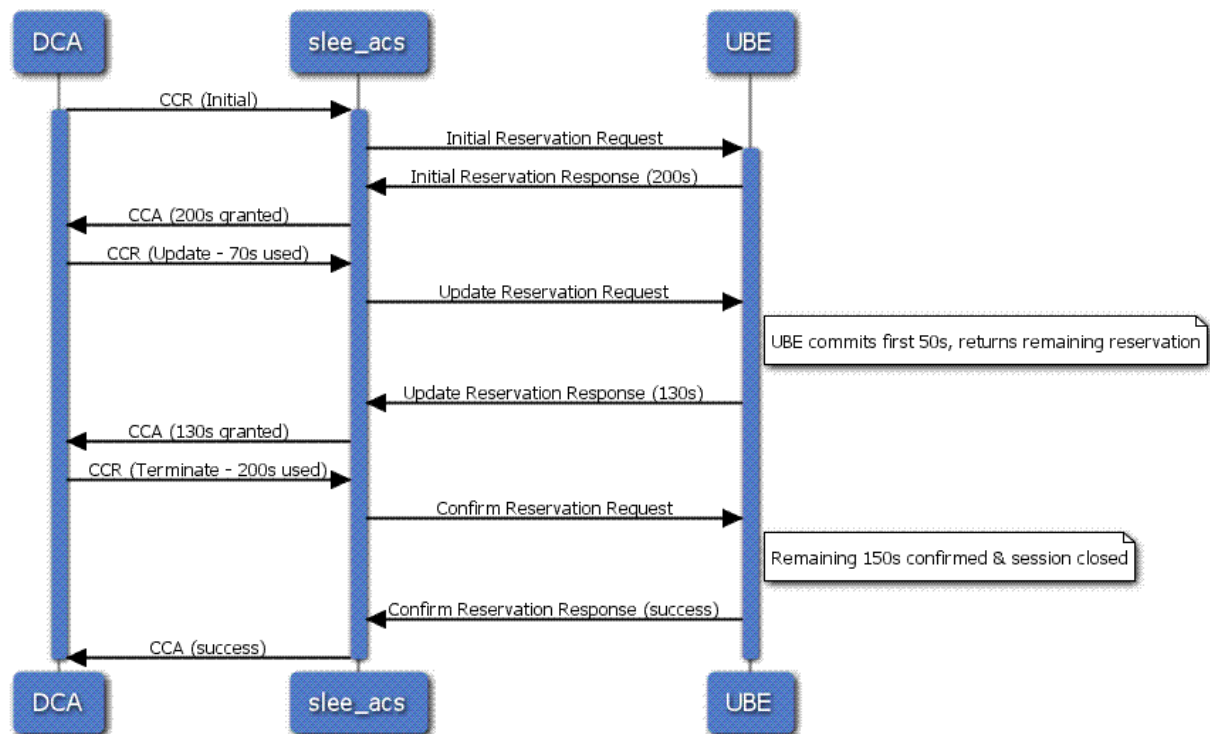 DCA
slee_acs
UBE
CCR (Initial)
Initial Reservation Request
Initial Reservation Response (200s)
CCA (200s granted)
CCR (Update - 70s used)
Update Reservation Request
UBE commits first 50s, returns remaining reservation
Update Reservation Response (130s)
CCA (130s granted)
CCR (Terminate - 200s used)
Confirm Reservation Request
Remaining 150s confirmed & session closed
Confirm Reservation Response (success)
CCA (success)
DCA
slee_acs
UBE